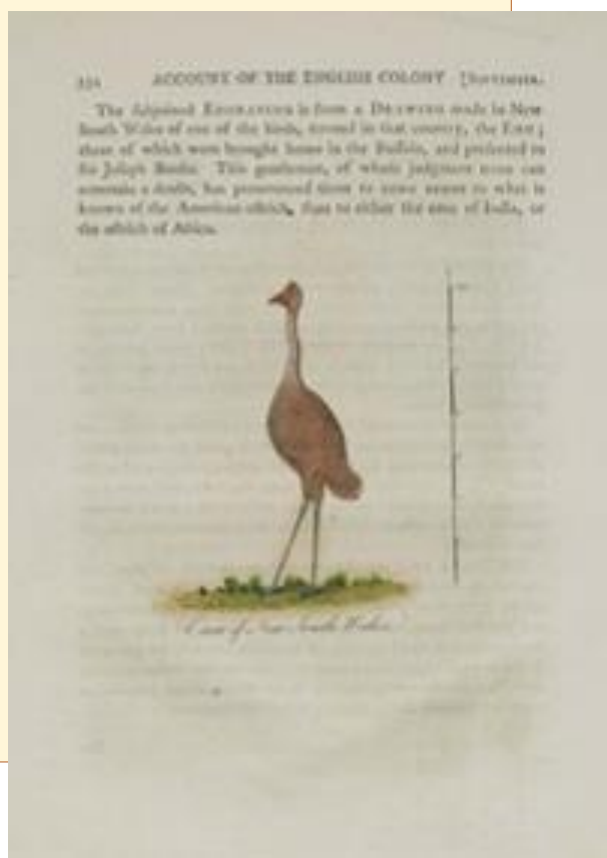 ACCOUNT OF THE ENGLISH COLONY [SEPTEMBER,
The Adjoined ENGRAVING is from a DRAWING made in New
South Wales of one of the birds, termed in that country, the EMU;
three of which were brought home in the Buffalo, and presented to
Sir Joseph Banks. This gentleman, of whose judgment none can
entertain a doubt, has pronounced them to come nearer to what is
known of the American ostrich, than to either the emu of India, or
the ostrich of Africa.
of New South Wales